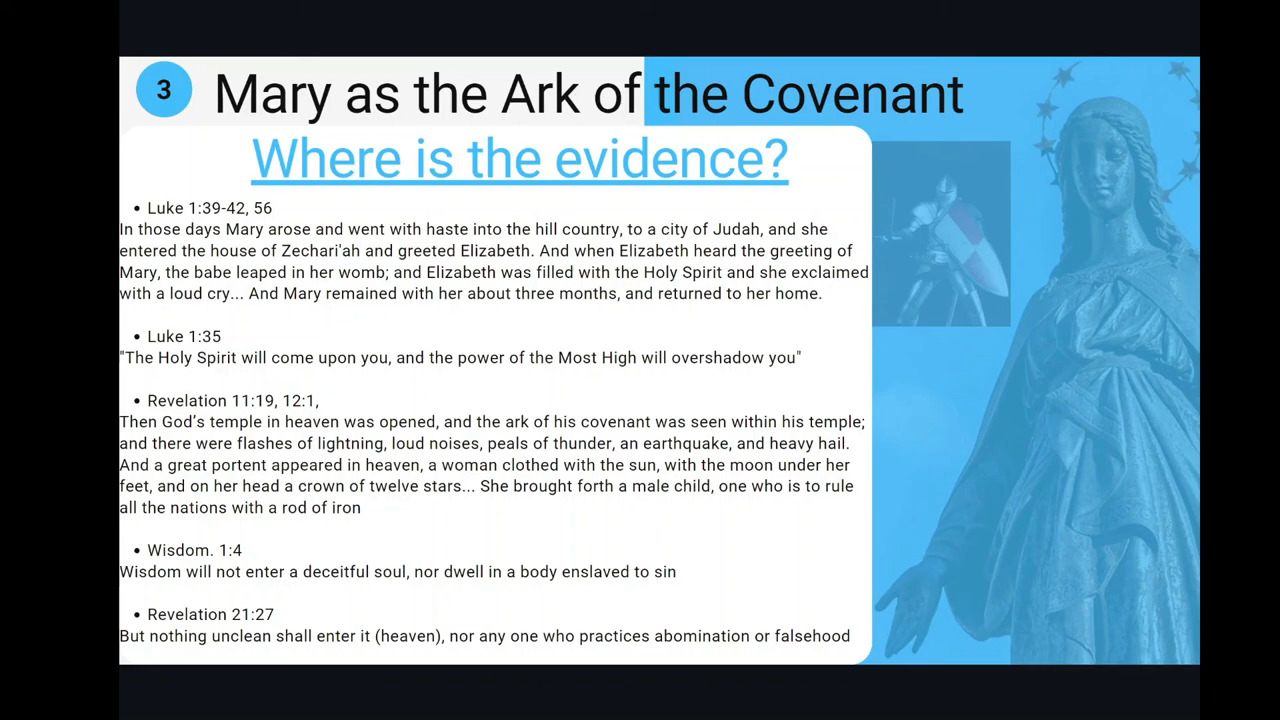 3
Mary as the Ark of the Covenant
Where is the evidence?
• Luke 1:39-42, 56
In those days Mary arose and went with haste into the hill country, to a city of Judah, and she
entered the house of Zechari'ah and greeted Elizabeth. And when Elizabeth heard the greeting of
Mary, the babe leaped in her womb; and Elizabeth was filled with the Holy Spirit and she exclaimed
with a loud cry... And Mary remained with her about three months, and returned to her home.
• Luke 1:35
"The Holy Spirit will come upon you, and the power of the Most High will overshadow you"
• Revelation 11:19, 12:1,
Then God’s temple in heaven was opened, and the ark of his covenant was seen within his temple;
and there were flashes of lightning, loud noises, peals of thunder, an earthquake, and heavy hail.
And a great portent appeared in heaven, a woman clothed with the sun, with the moon under her
feet, and on her head a crown of twelve stars... She brought forth a male child, one who is to rule
all the nations with a rod of iron
• Wisdom. 1:4
Wisdom will not enter a deceitful soul, nor dwell in a body enslaved to sin
• Revelation 21:27
But nothing unclean shall enter it (heaven), nor any one who practices abomination or falsehood